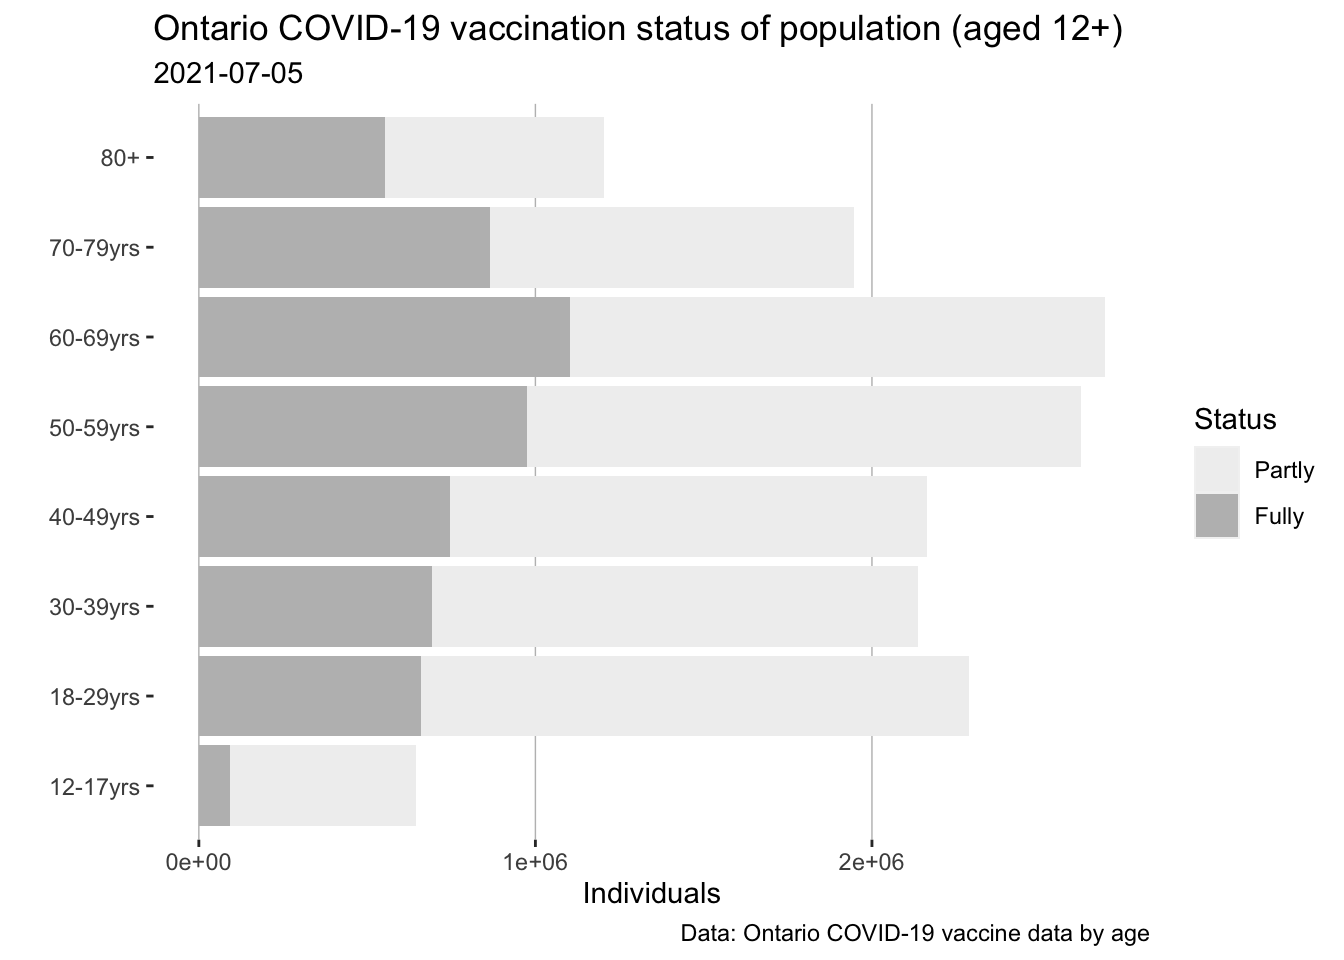 Ontario COVID-19 vaccination status of population (aged 12+)
2021-07-05
80+
70-79yrs
60-69yrs
50-59yrs
40-49yrs
30-39yrs
18-29yrs
12-17yrs
0e+00 1e+06 2e+06
Individuals
Status
Partly
Fully
Data: Ontario COVID-19 vaccine data by age